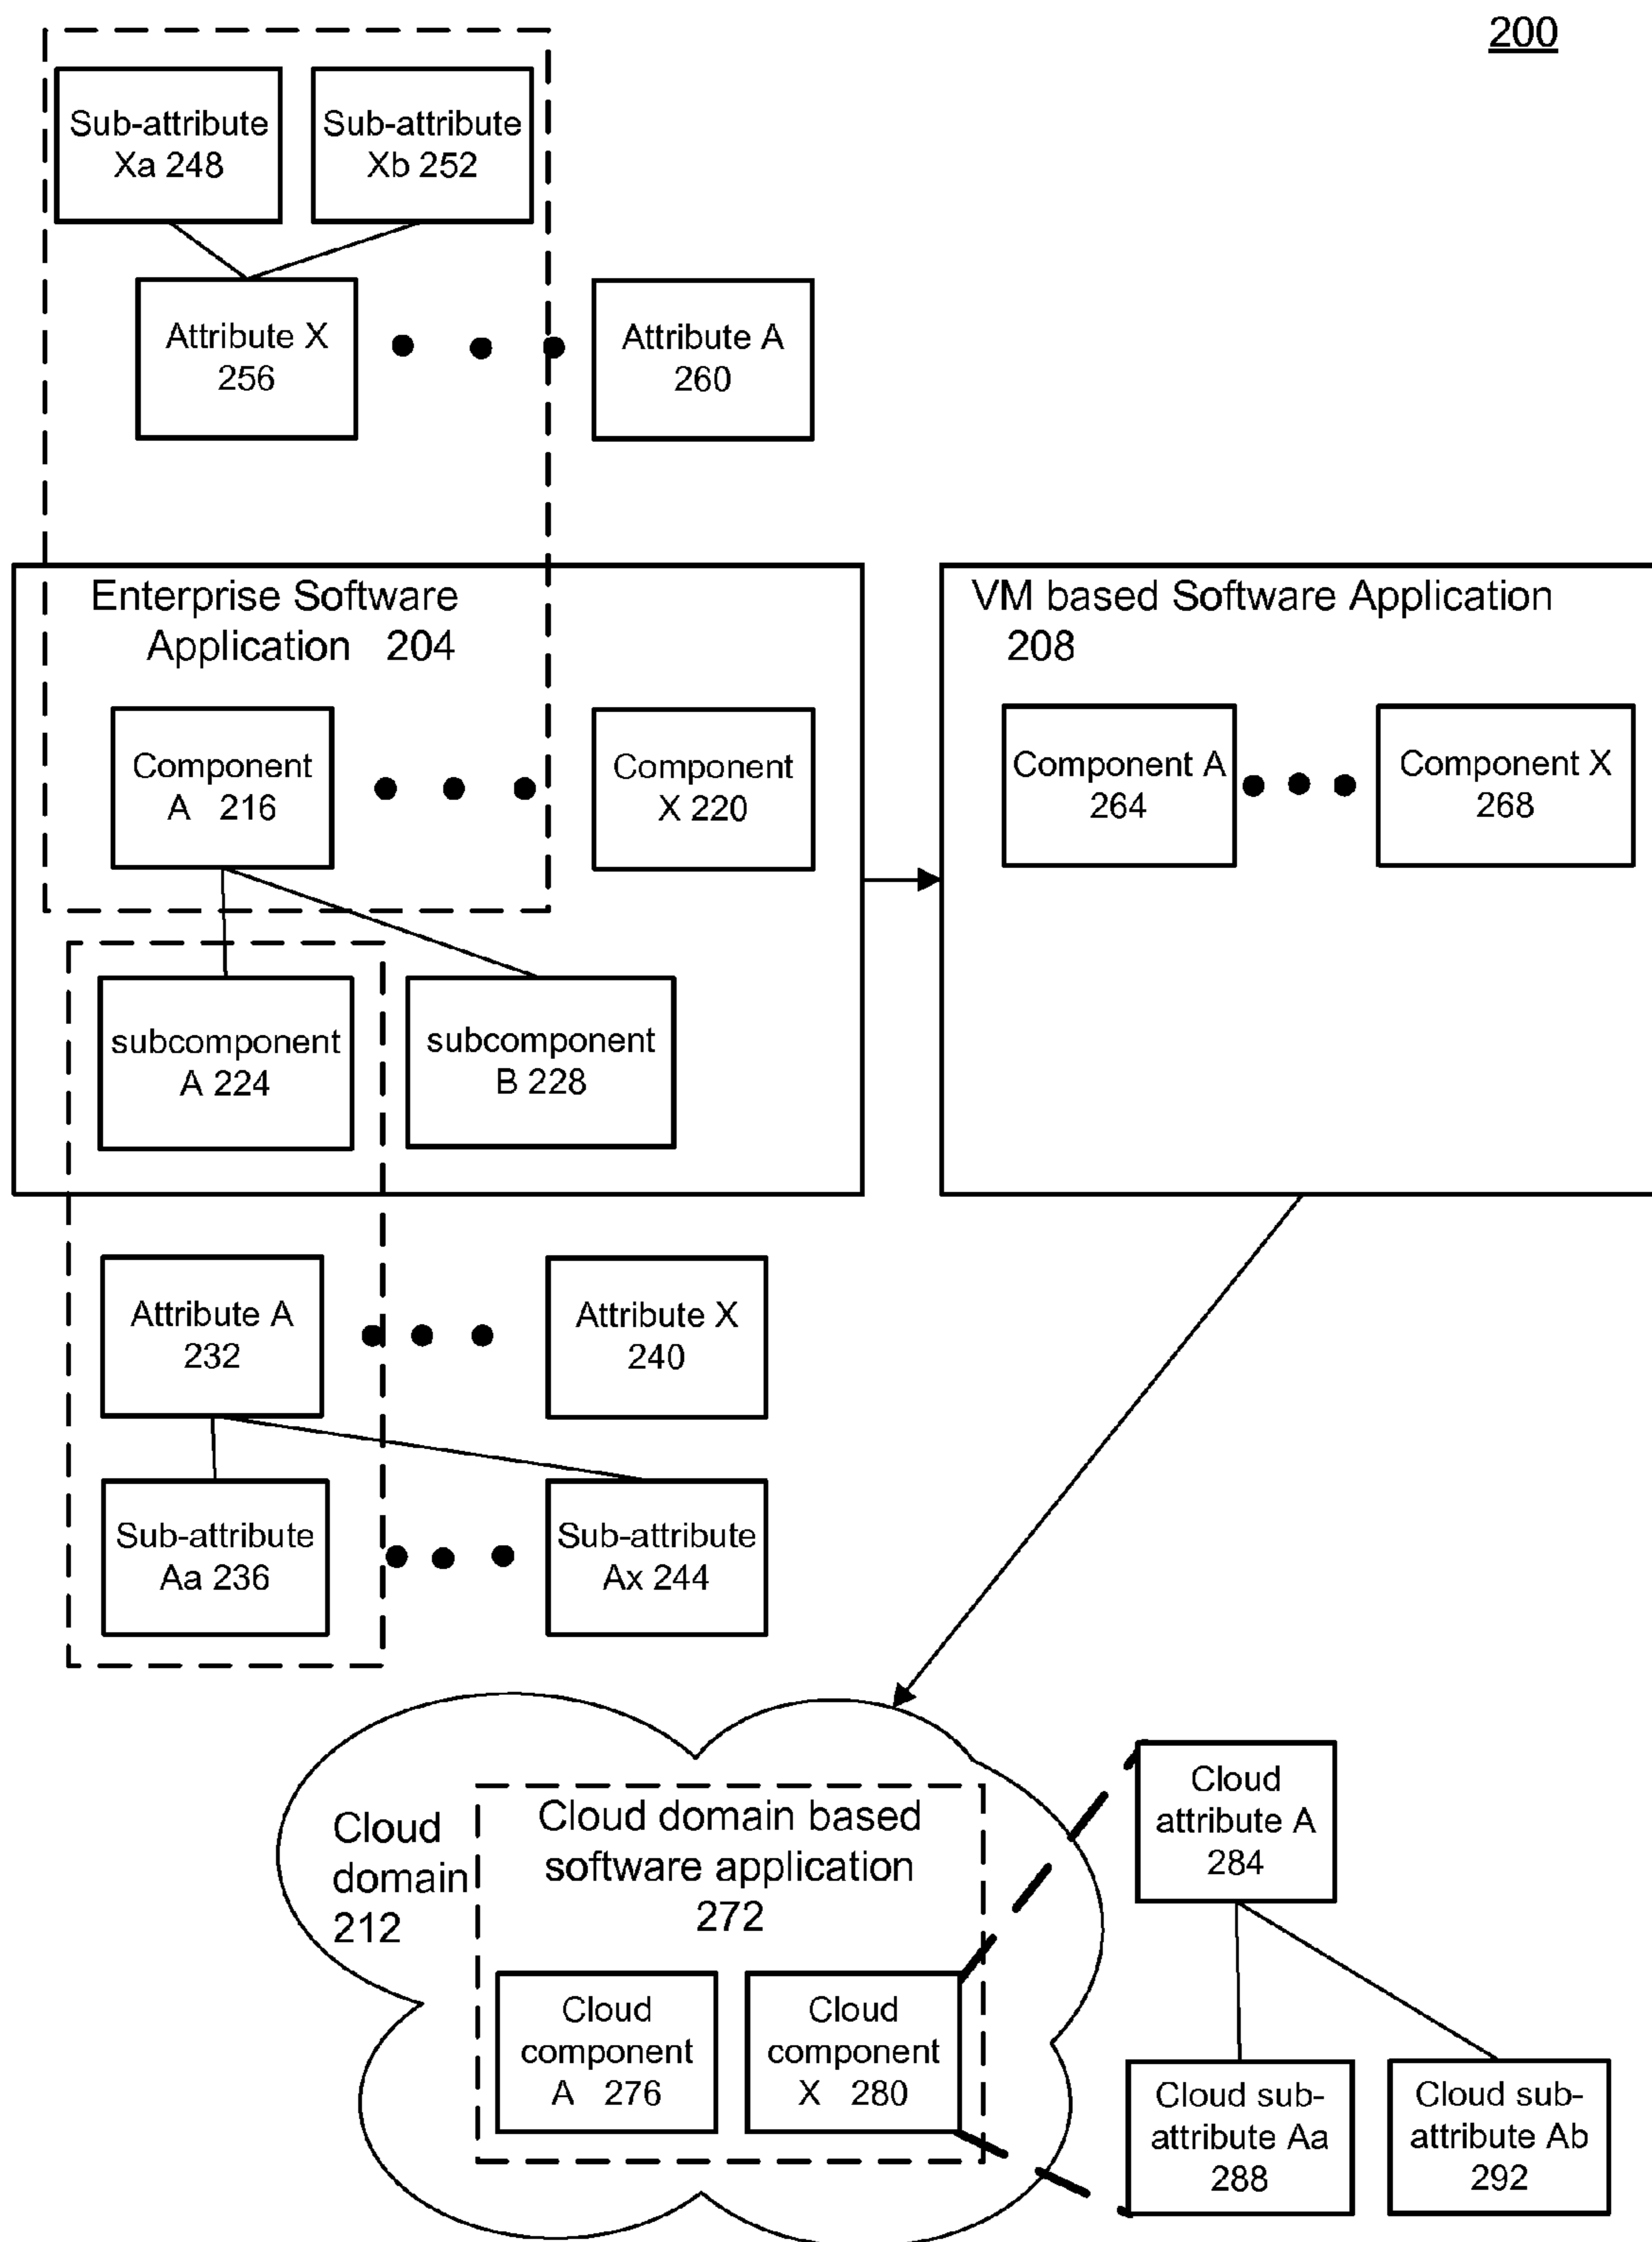 200
Sub-attribute
Xa 248
Sub-attribute
Xb 252
Attribute X
256
Attribute A
260
Enterprise Software
Application 204
VM based Software Application
208
Component
A 216
Component
X 220
Component A
264
Component X
268
subcomponent
A 224
subcomponent
B 228
Attribute A
232
Attribute X
240
Sub-attribute
Aa 236
Sub-attribute
Ax 244
Cloud
domain
212
Cloud domain based
software application
272
Cloud
component
A 276
Cloud
component
X 280
Cloud
attribute A
284
Cloud sub-
attribute Aa
288
Cloud sub-
attribute Ab
292